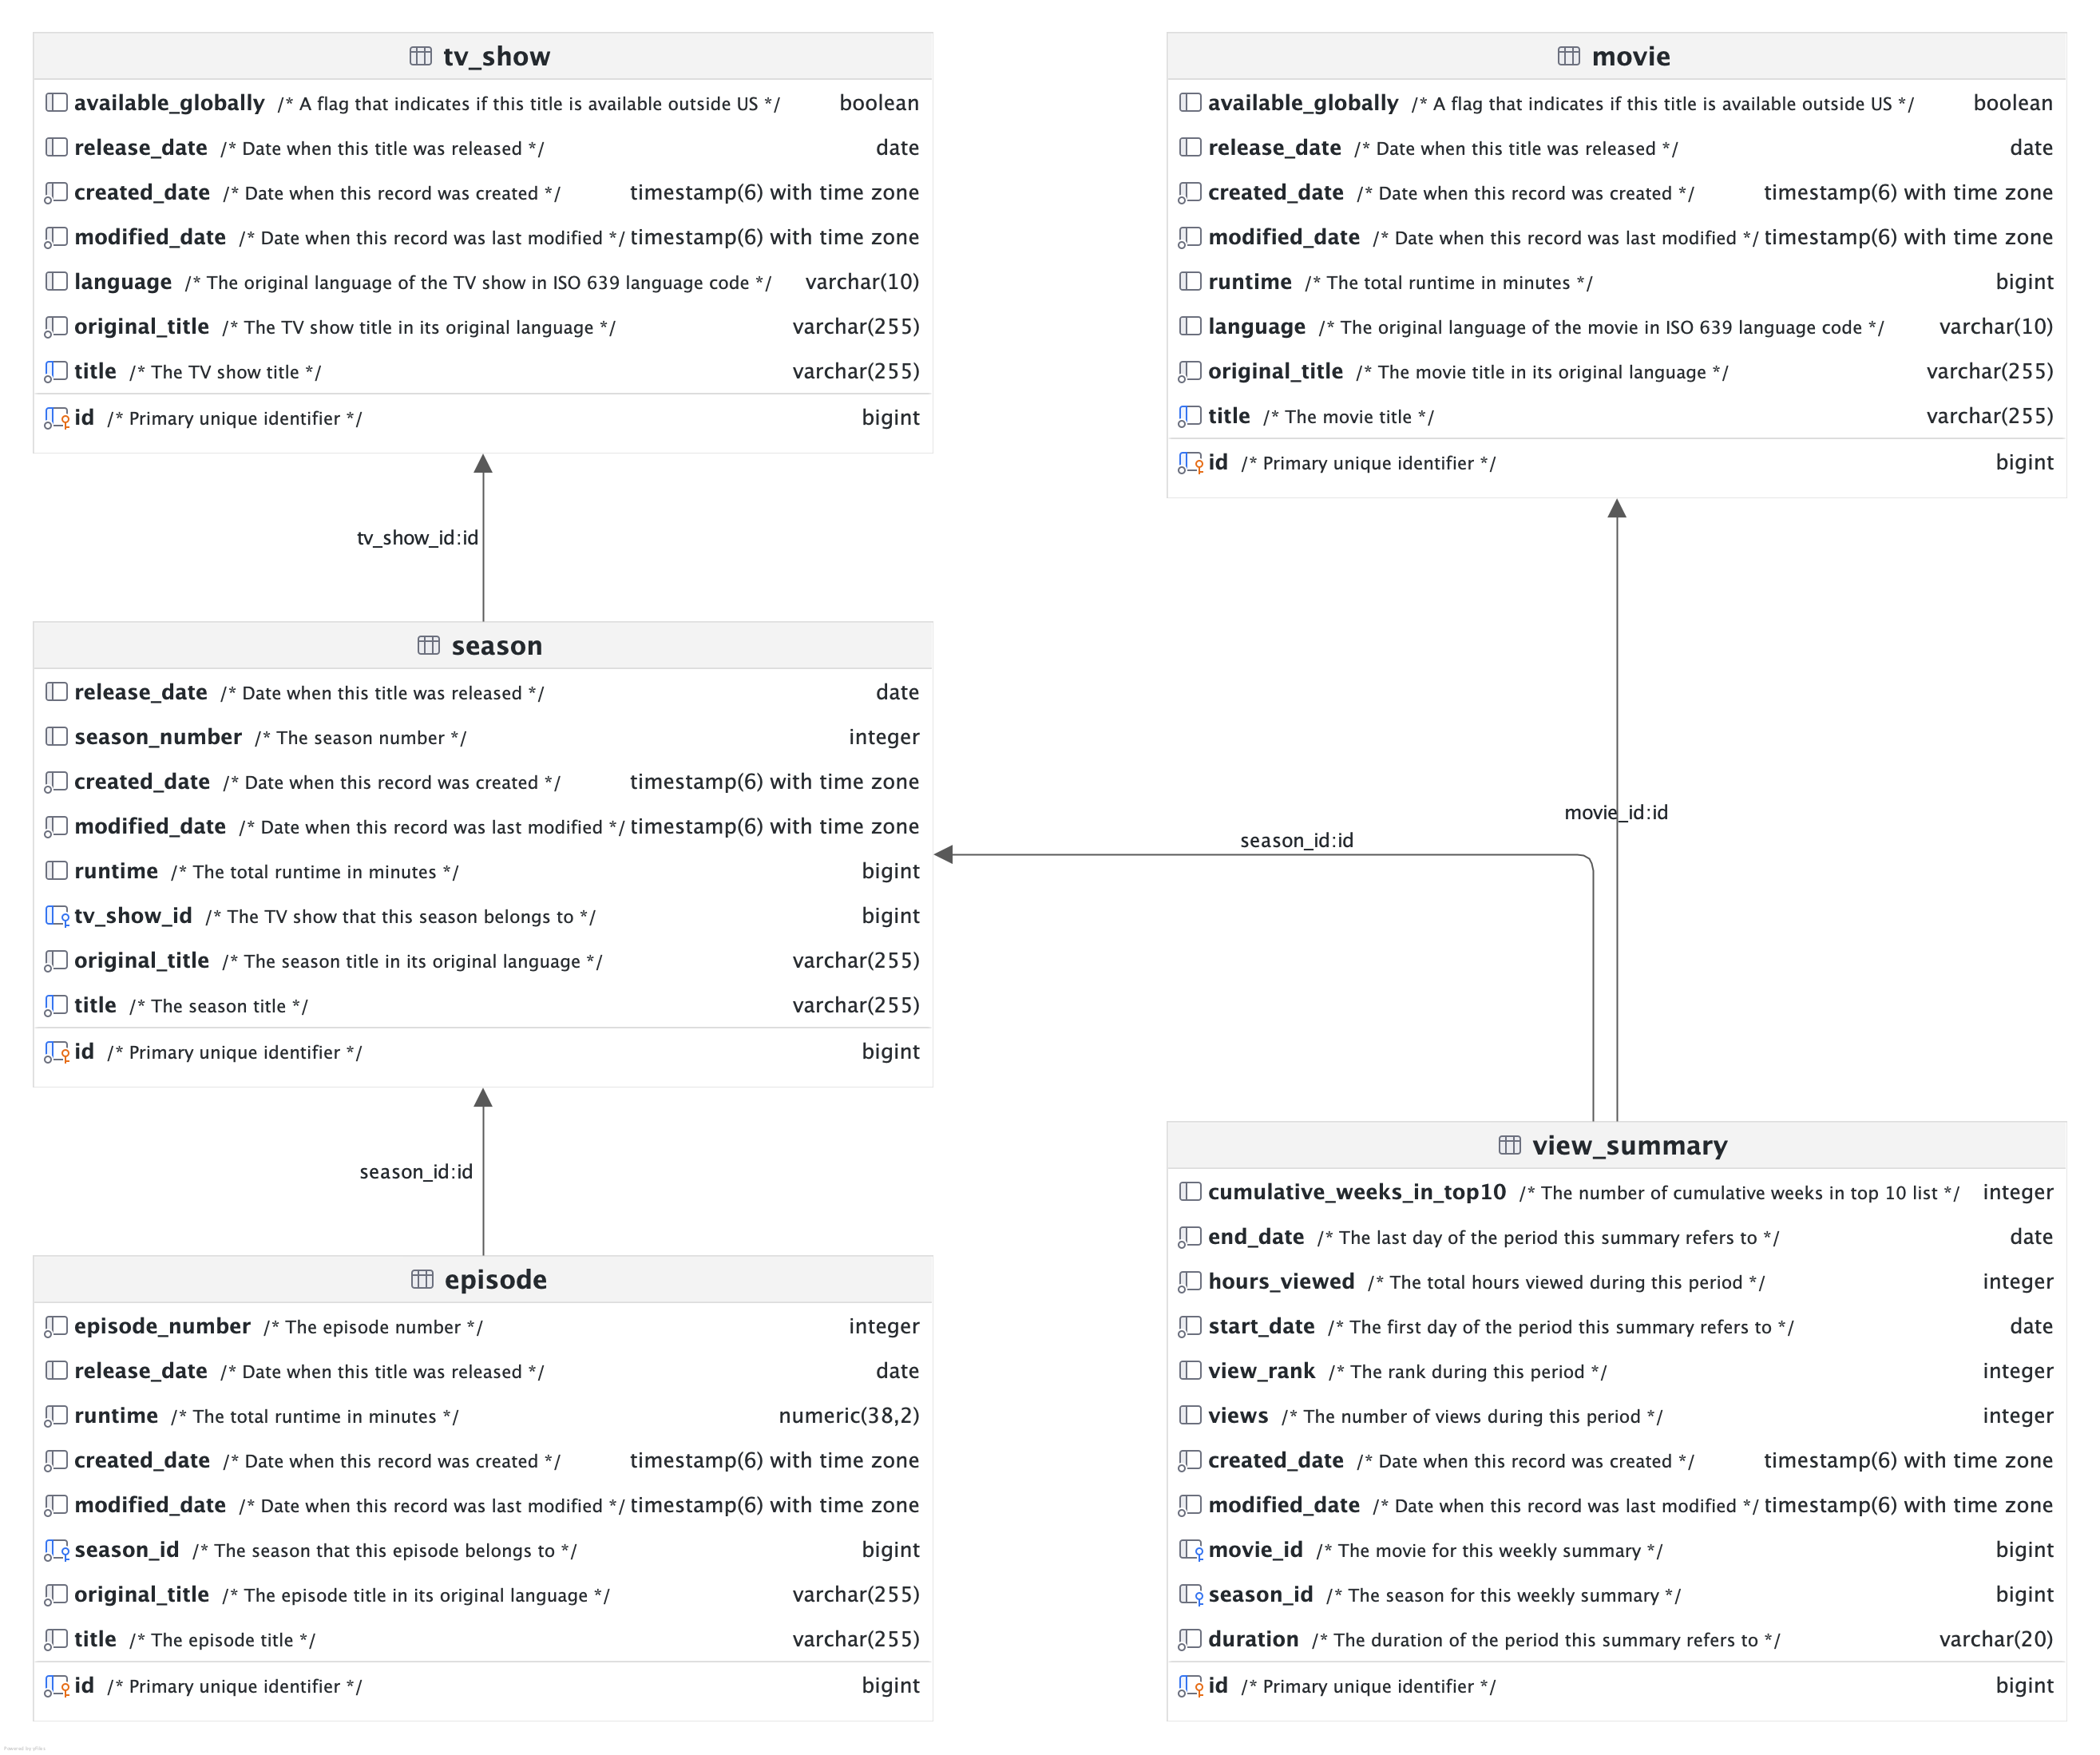 tv_show
available_globally /* A flag that indicates if this title is available outside US */ boolean
release_date /* Date when this title was released */ date
created_date /* Date when this record was created */ timestamp(6) with time zone
modified_date /* Date when this record was last modified */ timestamp(6) with time zone
language /* The original language of the TV show in ISO 639 language code */ varchar(10)
original_title /* The TV show title in its original language */ varchar(255)
title /* The TV show title */ varchar(255)
id /* Primary unique identifier */ bigint
movie
available_globally /* A flag that indicates if this title is available outside US */ boolean
release_date /* Date when this title was released */ date
created_date /* Date when this record was created */ timestamp(6) with time zone
modified_date /* Date when this record was last modified */ timestamp(6) with time zone
runtime /* The total runtime in minutes */ bigint
language /* The original language of the movie in ISO 639 language code */ varchar(10)
original_title /* The movie title in its original language */ varchar(255)
title /* The movie title */ varchar(255)
id /* Primary unique identifier */ bigint
tv_show_id:id
season
release_date /* Date when this title was released */ date
season_number /* The season number */ integer
created_date /* Date when this record was created */ timestamp(6) with time zone
modified_date /* Date when this record was last modified */ timestamp(6) with time zone
runtime /* The total runtime in minutes */ bigint
tv_show_id /* The TV show that this season belongs to */ bigint
original_title /* The season title in its original language */ varchar(255)
title /* The season title */ varchar(255)
id /* Primary unique identifier */ bigint
movie_id:id
season_id:id
season_id:id
episode
episode_number /* The episode number */ integer
release_date /* Date when this title was released */ date
runtime /* The total runtime in minutes */ numeric(38,2)
created_date /* Date when this record was created */ timestamp(6) with time zone
modified_date /* Date when this record was last modified */ timestamp(6) with time zone
season_id /* The season that this episode belongs to */ bigint
original_title /* The episode title in its original language */ varchar(255)
title /* The episode title */ varchar(255)
id /* Primary unique identifier */ bigint
view_summary
cumulative_weeks_in_top10 /* The number of cumulative weeks in top 10 list */ integer
end_date /* The last day of the period this summary refers to */ date
hours_viewed /* The total hours viewed during this period */ integer
start_date /* The first day of the period this summary refers to */ date
view_rank /* The rank during this period */ integer
views /* The number of views during this period */ integer
created_date /* Date when this record was created */ timestamp(6) with time zone
modified_date /* Date when this record was last modified */ timestamp(6) with time zone
movie_id /* The movie for this weekly summary */ bigint
season_id /* The season for this weekly summary */ bigint
duration /* The duration of the period this summary refers to */ varchar(20)
id /* Primary unique identifier */ bigint
Powered by yFiles